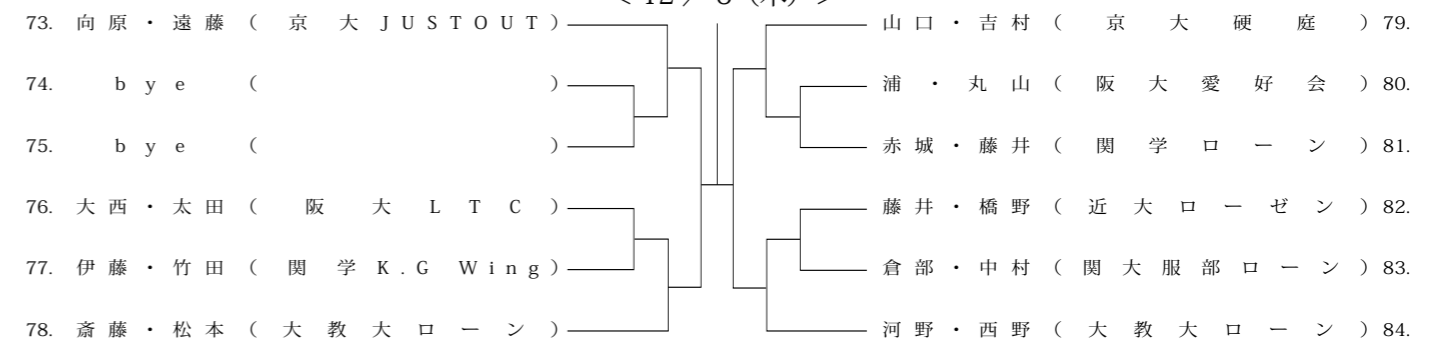 73. 向原・遠藤(京大JUSTOUT) 山口・吉村(京大硬庭)79.
74. bye( ) 浦・丸山(阪大愛好会)80.
75. bye( ) 赤城・藤井(関学ローン)81.
76. 大西・太田(阪大LTC) 藤井・橋野(近大ローゼン)82.
77. 伊藤・竹田(関学K.G Wing) 倉部・中村(関大服部ローン)83.
78. 斎藤・松本(大教大ローン) 河野・西野(大教大ローン)84.